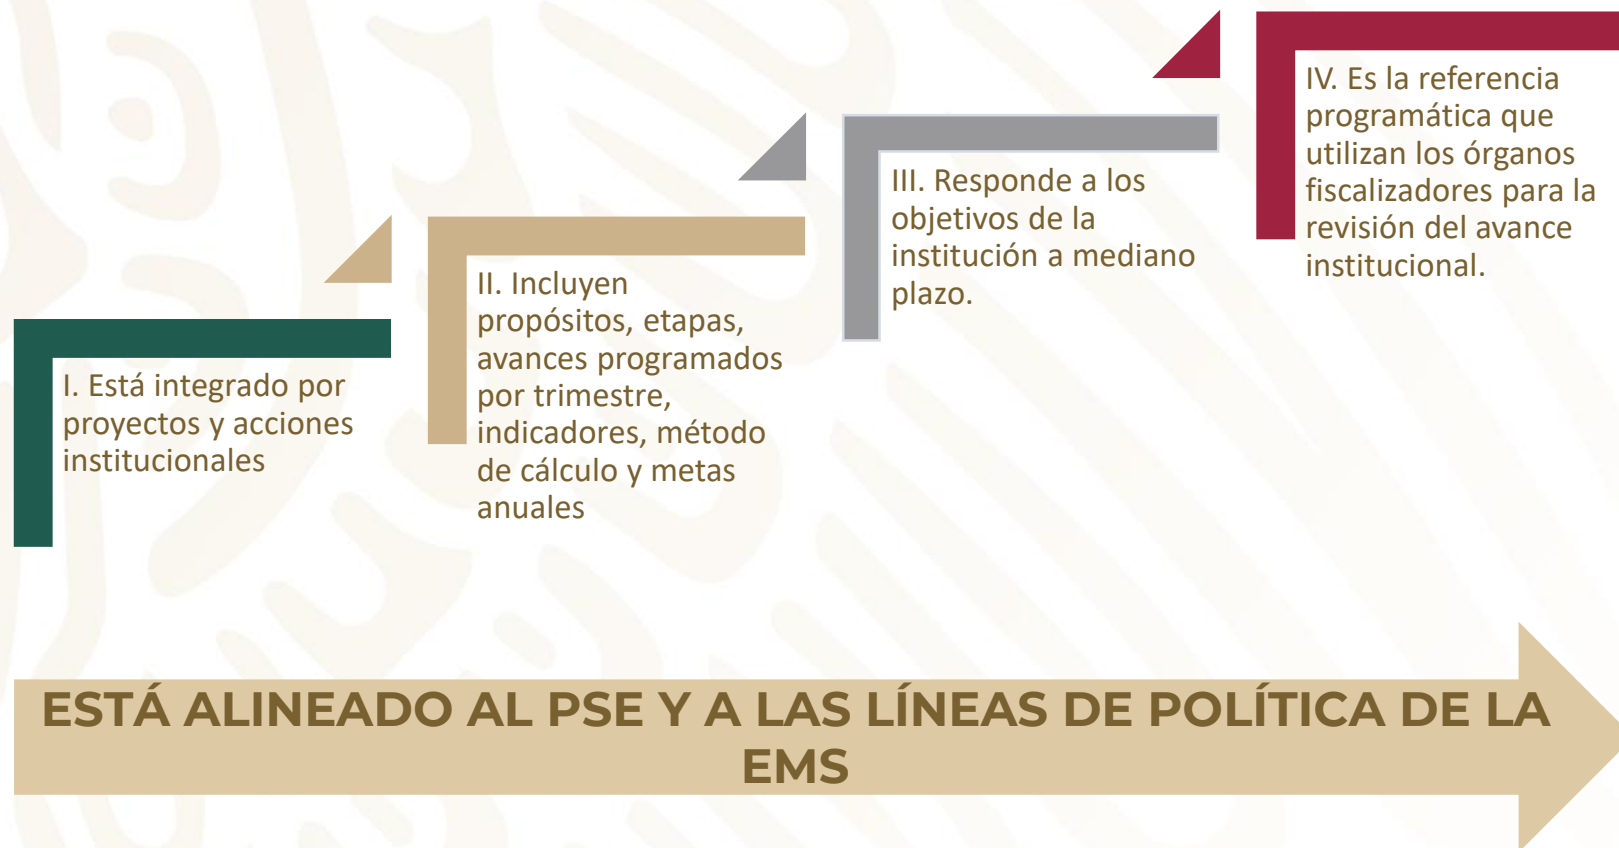 I. Está integrado por
proyectos y acciones
institucionales
II. Incluyen
propósitos, etapas,
avances programados
por trimestre,
indicadores, método
de cálculo y metas
anuales
III. Responde a los
objetivos de la
institución a mediano
plazo.
IV. Es la referencia
programática que
utilizan los órganos
fiscalizadores para la
revisión del avance
institucional.
ESTÁ ALINEADO AL PSE Y A LAS LÍNEAS DE POLÍTICA DE LA
EMS